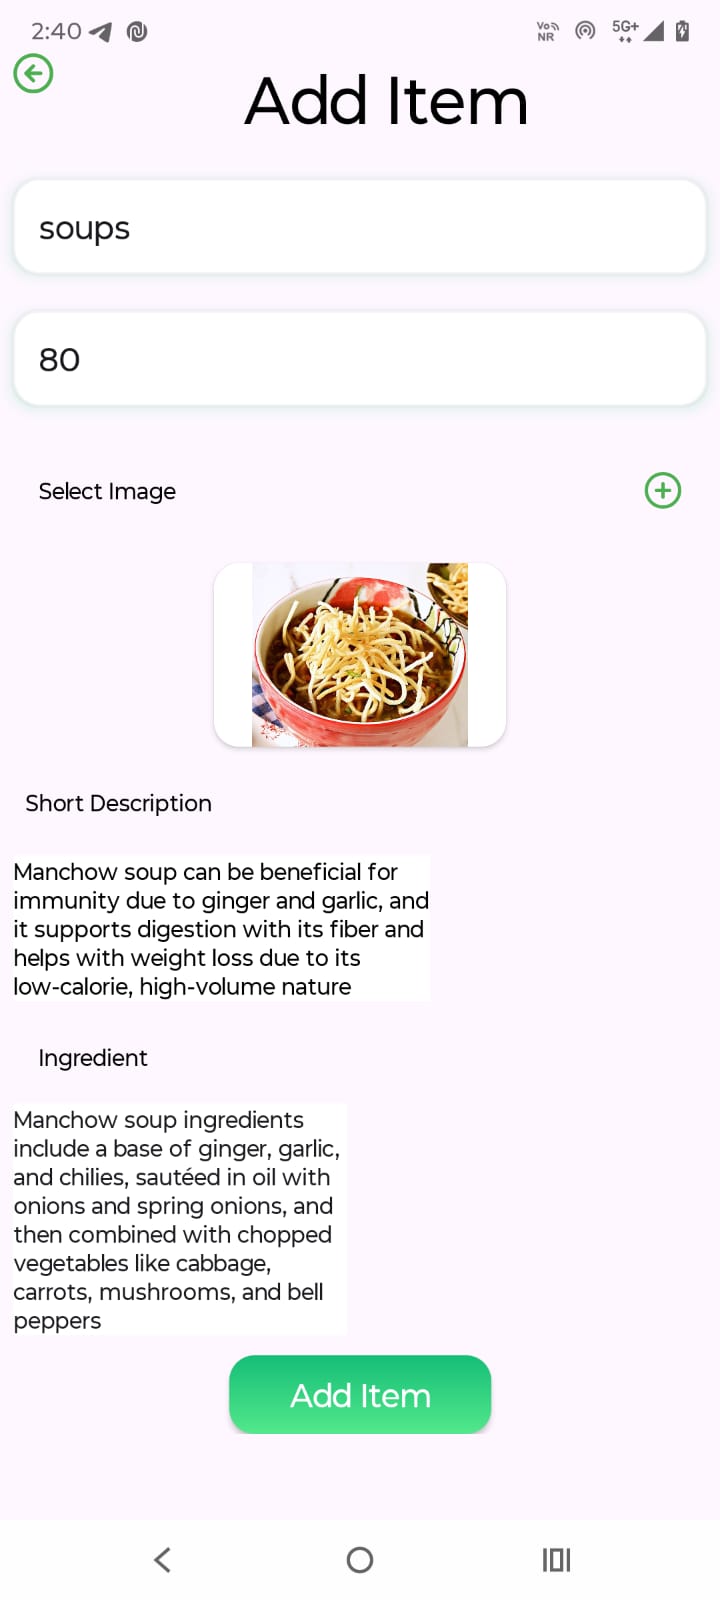 2:40
Vo NR
5G+
Add Item
soups
80
Select Image
Short Description
Manchow soup can be beneficial for
immunity due to ginger and garlic, and
it supports digestion with its fiber and
helps with weight loss due to its
low-calorie, high-volume nature
Ingredient
Manchow soup ingredients
include a base of ginger, garlic,
and chilies, sautéed in oil with
onions and spring onions, and
then combined with chopped
vegetables like cabbage,
carrots, mushrooms, and bell
peppers
Add Item